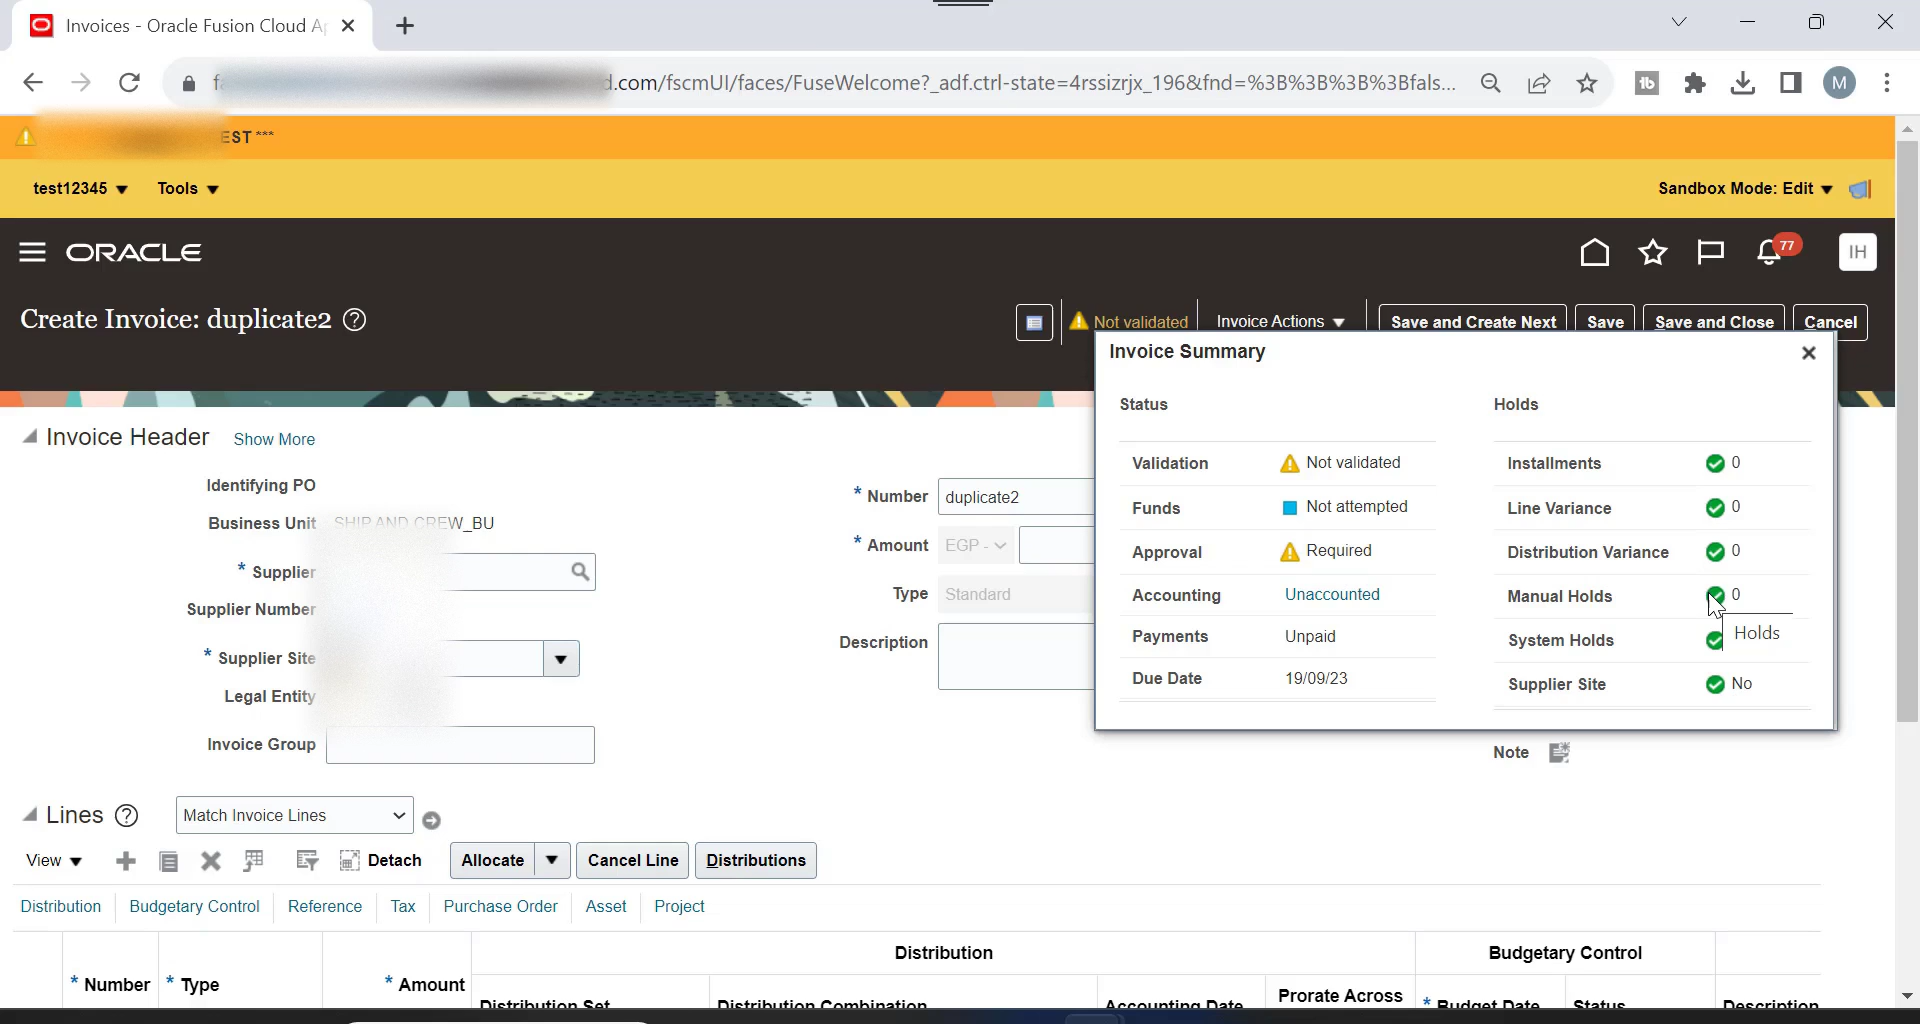 Invoices - Oracle Fusion Cloud A
.com/fscmUI/faces/FuseWelcome?_adf.ctrl-state=4rssizrjx_196&fnd=%3B%3B%3B%3Bfals...
M
EST ***
test12345 Tools Sandbox Mode: Edit
ORACLE 77 IH
Create Invoice: duplicate2 ?
Not validated Invoice Actions Save and Create Next Save Save and Close Cancel
Invoice Summary
Status Holds
Validation Not validated Installments 0
Funds Not attempted Line Variance 0
Approval Required Distribution Variance 0
Accounting Unaccounted Manual Holds 0
Payments Unpaid System Holds
Holds
Due Date 19/09/23 Supplier Site No
Invoice Header Show More
Identifying PO
Business Unit SHIP AND CREW_BU
* Supplier
Supplier Number
* Supplier Site
Legal Entity
Invoice Group
* Number duplicate2
* Amount EGP -
Type Standard
Description
Note
Lines ? Match Invoice Lines
View Detach Allocate Cancel Line Distributions
Distribution Budgetary Control Reference Tax Purchase Order Asset Project
Distribution Budgetary Control
* Number * Type * Amount Distribution Set Distribution Combination Accounting Date Prorate Across * Budget Date Status Description